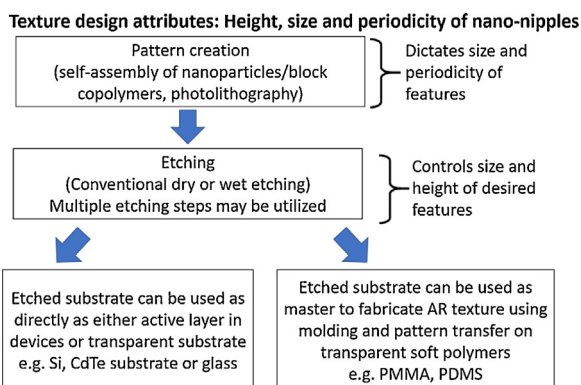 Texture design attributes: Height, size and periodicity of nano-nipples
Pattern creation
(self-assembly of nanoparticles/block
copolymers, photolithography)
Dictates size and
periodicity of
features
Etching
(Conventional dry or wet etching)
Multiple etching steps may be utilized
Controls size and
height of desired
features
Etched substrate can be used as
directly as either active layer in
devices or transparent substrate
e.g. Si, CdTe substrate or glass
Etched substrate can be used as
master to fabricate AR texture using
molding and pattern transfer on
transparent soft polymers
e.g. PMMA, PDMS